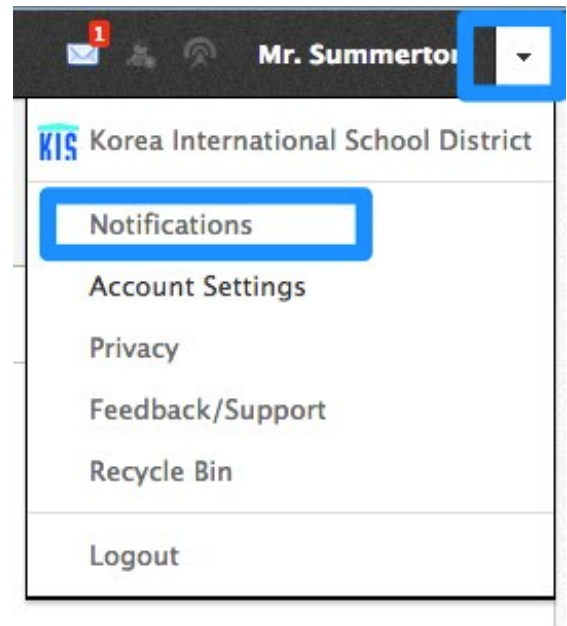 1
Mr. Summerto
KIS Korea International School District
Notifications
Account Settings
Privacy
Feedback/Support
Recycle Bin
Logout